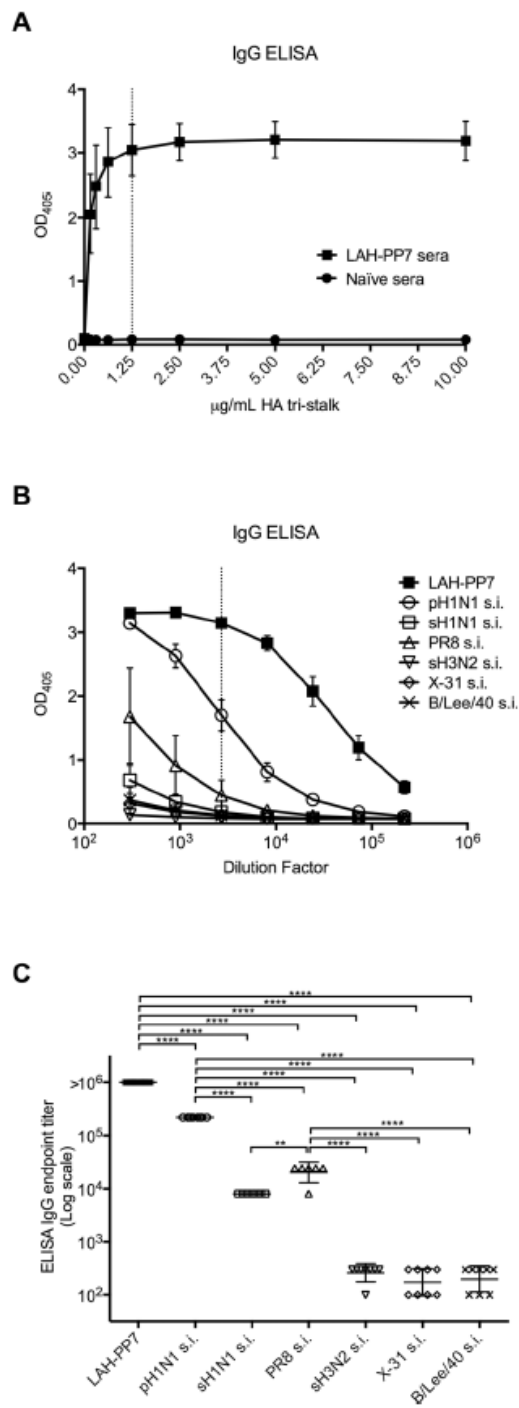 A
IgG ELISA
4
3
2
1
0
OD405i
LAH-PP7 sera
Naïve sera
0.00
1.25
2.50
3.75
5.00
6.25
7.50
8.75
10.00
µg/mL HA tri-stalk
B
IgG ELISA
4
3
2
1
0
OD405
LAH-PP7
pH1N1 s.i.
sH1N1 s.i.
PR8 s.i.
sH3N2 s.i.
X-31 s.i.
B/Lee/40 s.i.
10² 10³ 10⁴ 10⁵ 10⁶
Dilution Factor
C
****
****
****
****
****
****
****
****
****
****
****
****
****
****
** ****
ELISA IgG endpoint titer
(Log scale)
>10⁶
10⁵
10⁴
10³
10²
LAH-PP7
pH1N1 s.i.
sH1N1 s.i.
PR8 s.i.
sH3N2 s.i.
X-31 s.i.
B/Lee/40 s.i.